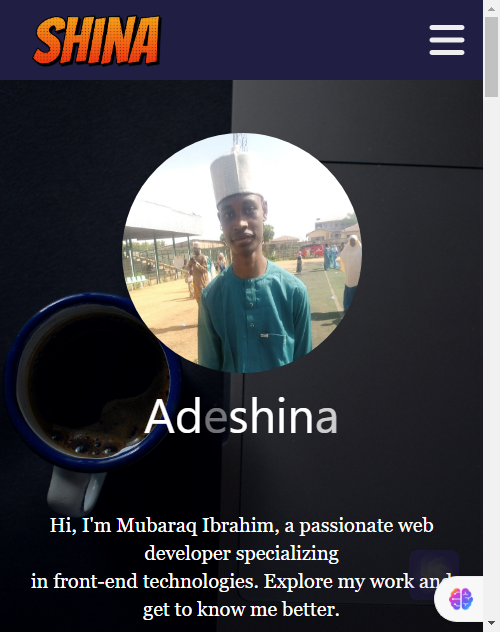 SHINA
Adeshina
Hi, I'm Mubaraq Ibrahim, a passionate web
developer specializing
in front-end technologies. Explore my work and
get to know me better.